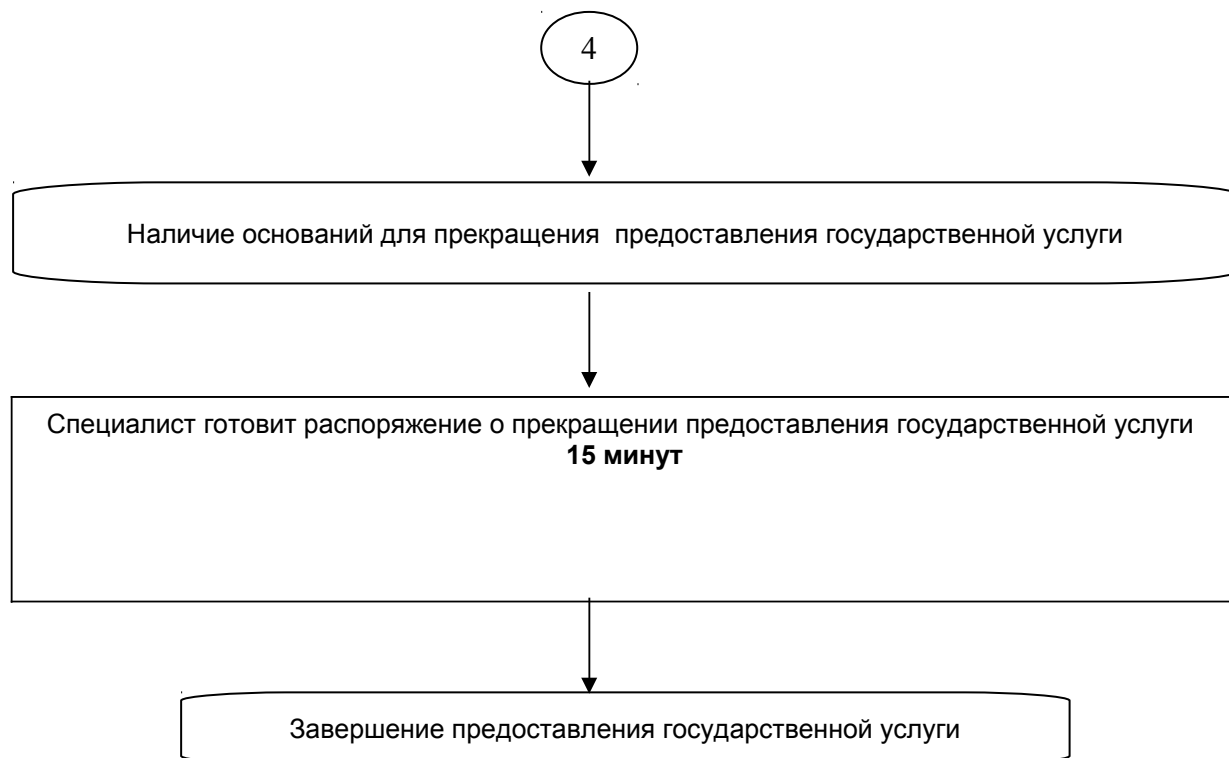 4
Наличие оснований для прекращения предоставления государственной услуги
Специалист готовит распоряжение о прекращении предоставления государственной услуги
15 минут
Завершение предоставления государственной услуги